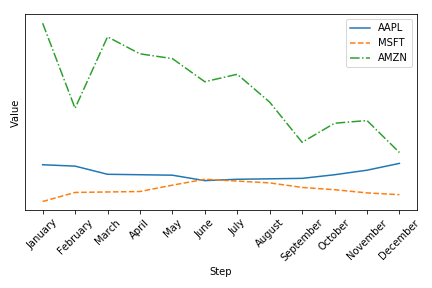 AAPL
MSFT
AMZN
Value
January
February
March
April
May
June
July
August
September
October
November
December
Step